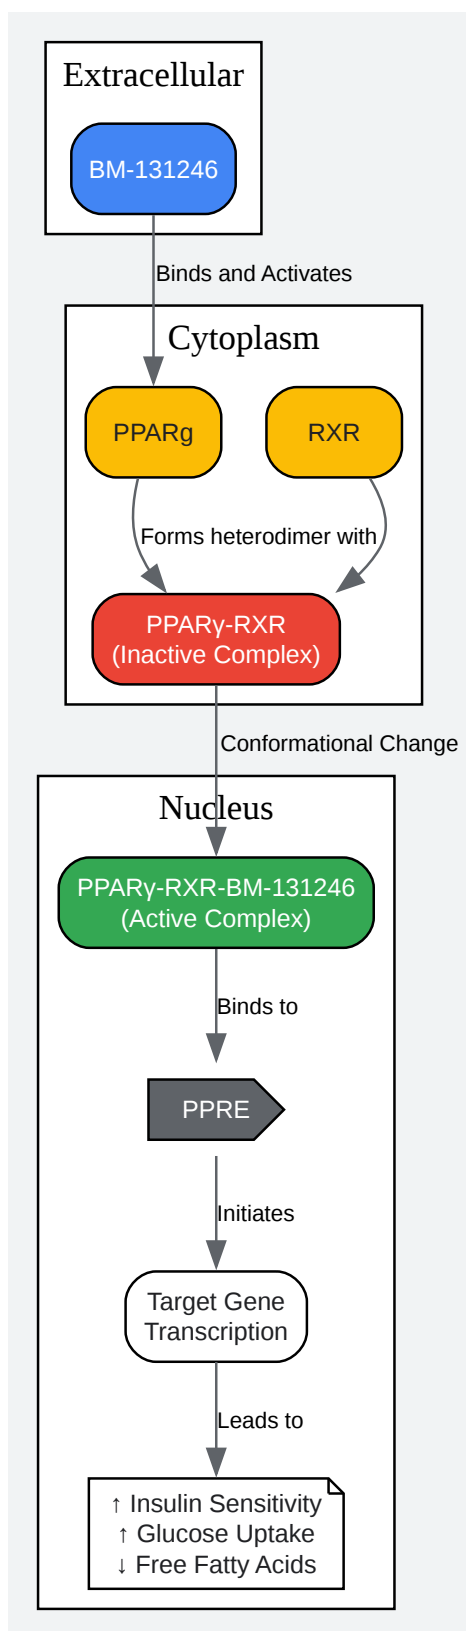 Extracellular
BM-131246
Binds and Activates
Cytoplasm
PPARg
RXR
Forms heterodimer with
PPARγ-RXR
(Inactive Complex)
Conformational Change
Nucleus
PPARγ-RXR-BM-131246
(Active Complex)
Binds to
PPRE
Initiates
Target Gene
Transcription
Leads to
↑ Insulin Sensitivity
↑ Glucose Uptake
↓ Free Fatty Acids